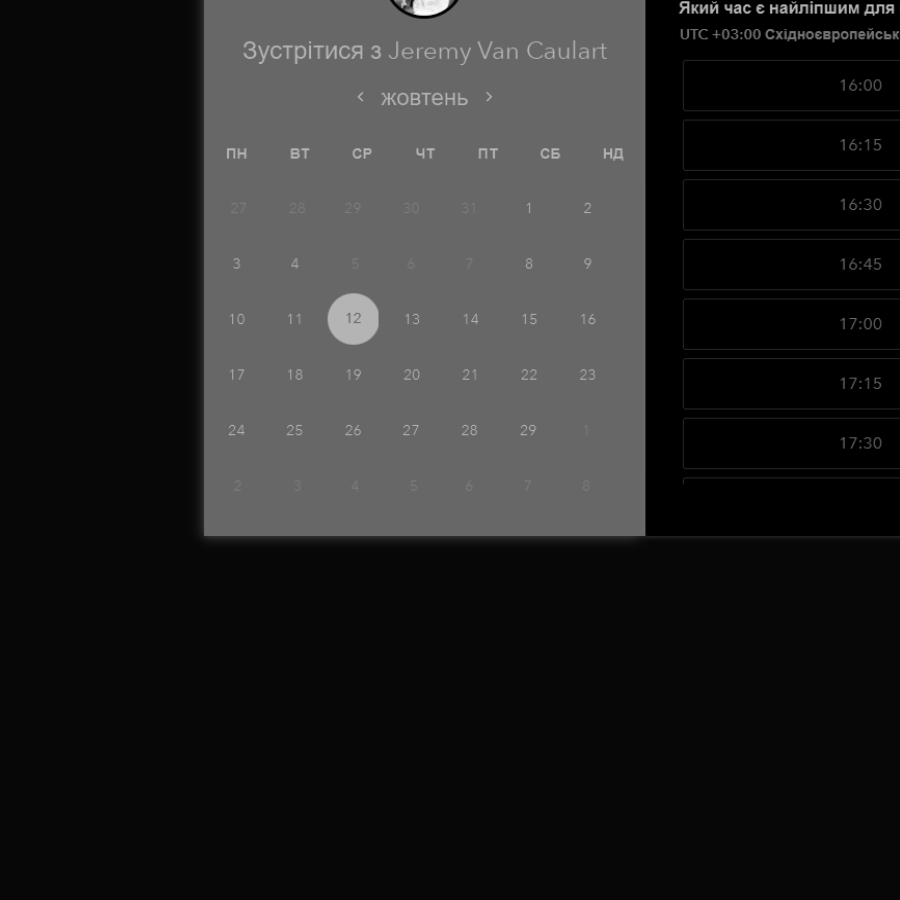 Зустрітися з Jeremy Van Caulart
< жовтень >
ПН ВТ СР ЧТ ПТ СБ НД
27 28 29 30 31 1 2
3 4 5 6 7 8 9
10 11 12 13 14 15 16
17 18 19 20 21 22 23
24 25 26 27 28 29 1
2 3 4 5 6 7 8
Який час є найліпшим для
UTC +03:00 Східноєвропейськ
16:00
16:15
16:30
16:45
17:00
17:15
17:30